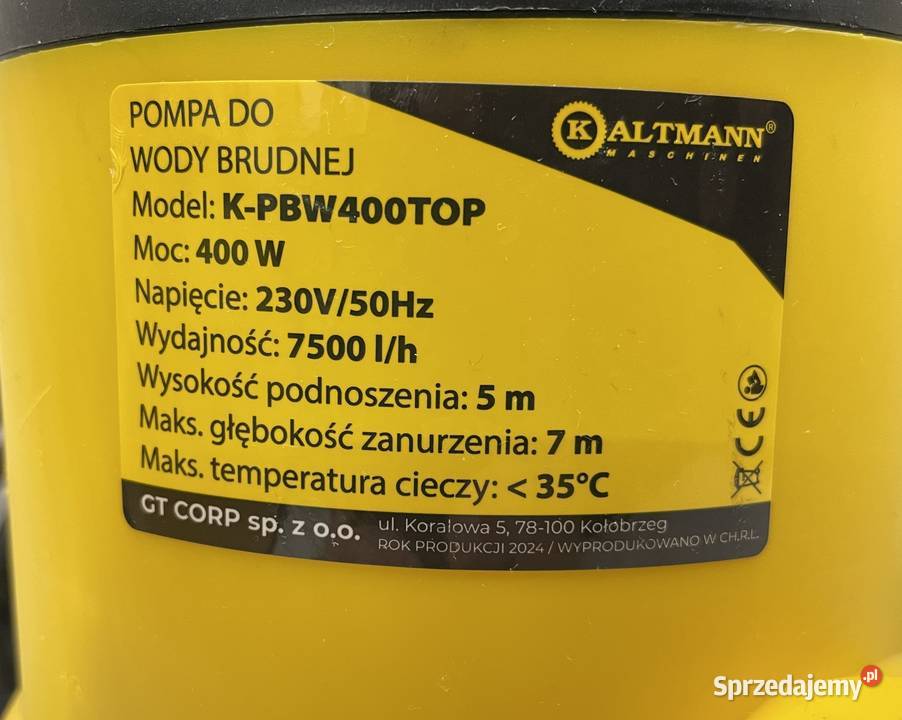 POMPA DO
WODY BRUDNEJ
KALTMANN®
MASCHINEN
Model: K-PBW400TOP
Moc: 400 W
Napięcie: 230V/50Hz
Wydajność: 7500 l/h
Wysokość podnoszenia: 5 m
Maks. głębokość zanurzenia: 7 m
Maks. temperatura cieczy: < 35°C
CE
GT CORP sp. z o.o.
ul. Koralowa 5, 78-100 Kołobrzeg
ROK PRODUKCJI 2024 / WYPRODUKOWANO W CH.R.L.
Sprzedajemy.pl